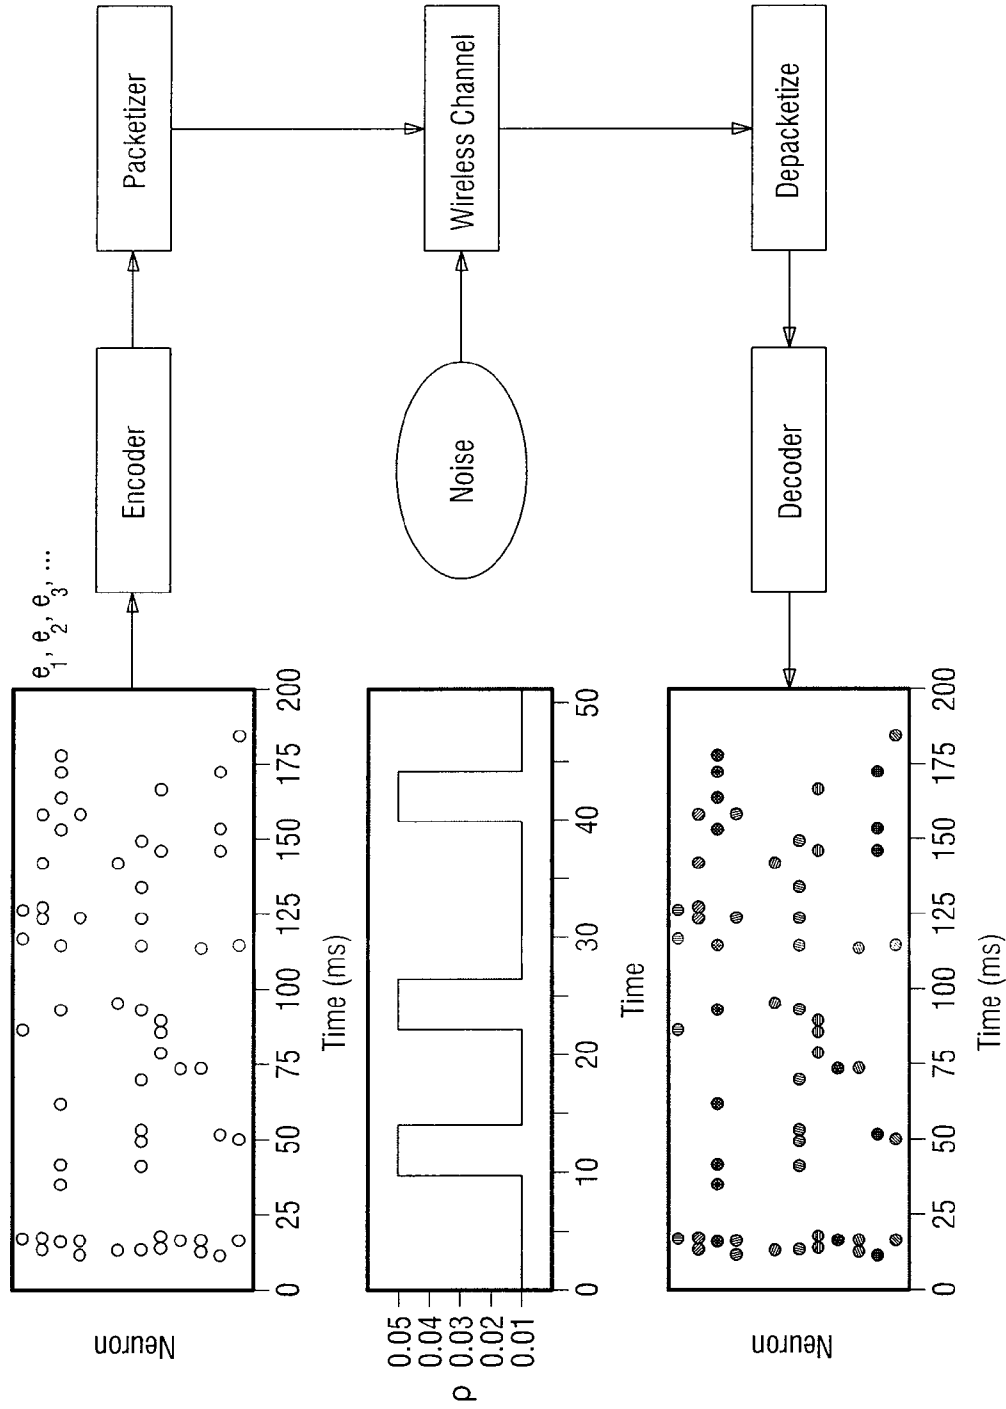 e1, e2, e3, ...
Encoder
Packetizer
Neuron
0 25 50 75 100 125 150 175 200
Time (ms)
ρ
0.05
0.04
0.03
0.02
0.01
0 10 20 30 40 50
Time
Noise
Wireless Channel
Neuron
0 25 50 75 100 125 150 175 200
Time (ms)
Decoder
Depacketize